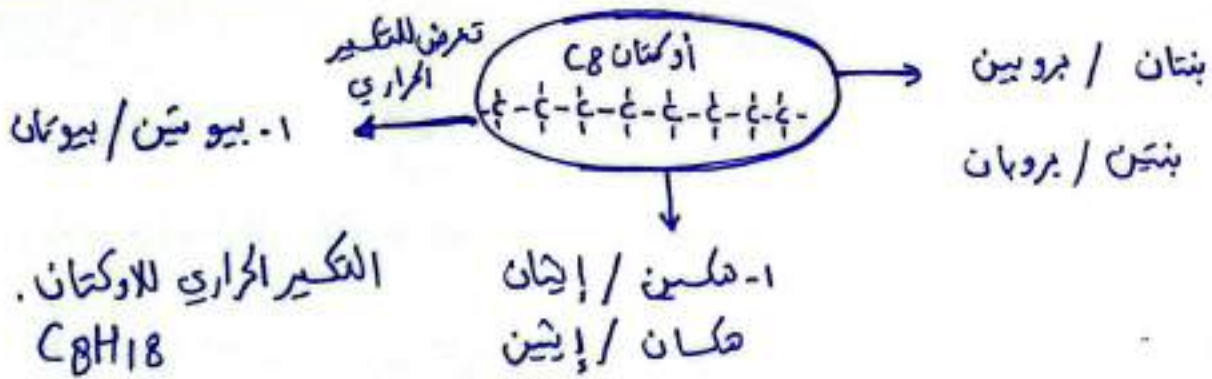 تعرض للتكسير
الحراري
أوكتان C8
-C-C-C-C-C-C-C-C-
بنتان / بروبين
بنتين / بروبان
١- بيوتين / بيوتان
١- هكسين / إيثان
هكسان / إيثين
التكسير الحراري للاوكتان.
C8H18